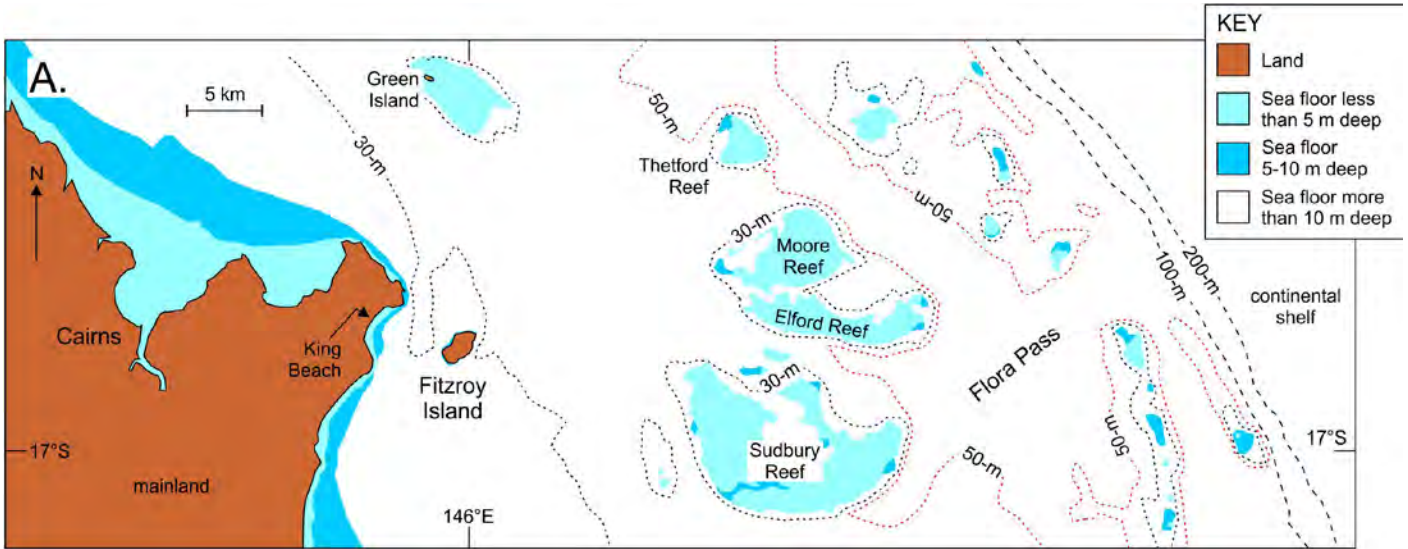 A.
5 km
N
Green
Island
30-m
50-m
Thetford
Reef
30-m
Moore
Reef
Elford Reef
50-m
Cairns
King
Beach
Fitzroy
Island
30-m
Sudbury
Reef
Flora Pass
50-m
50-m
100-m
200-m
continental
shelf
17°S
17°S
mainland
146°E
KEY
Land
Sea floor less
than 5 m deep
Sea floor
5-10 m deep
Sea floor more
than 10 m deep